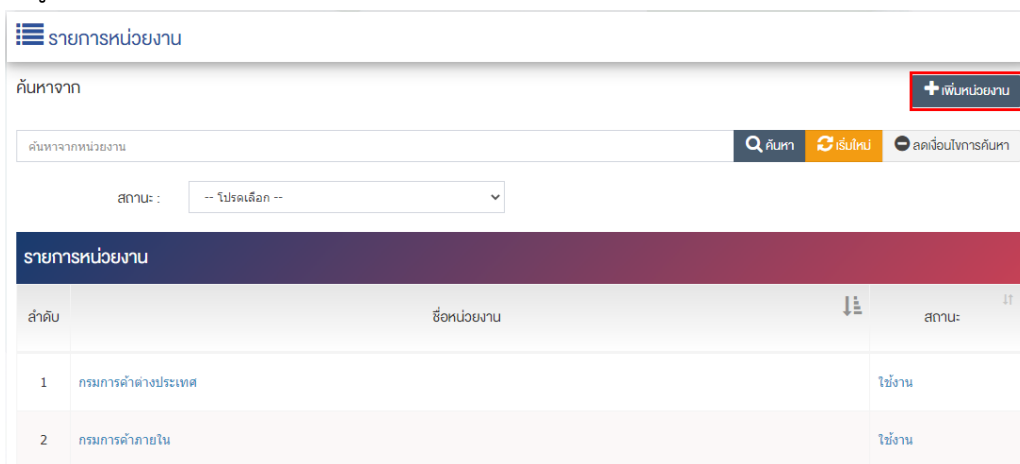 รายการหน่วยงาน
ค้นหาจาก
เพิ่มหน่วยงาน
ค้นหาจากหน่วยงาน
ค้นหา
เริ่มใหม่
ลดเงื่อนไขการค้นหา
สถานะ :
-- โปรดเลือก --
รายการหน่วยงาน
ลำดับ ชื่อหน่วยงาน สถานะ
1 กรมการค้าต่างประเทศ ใช้งาน
2 กรมการค้าภายใน ใช้งาน